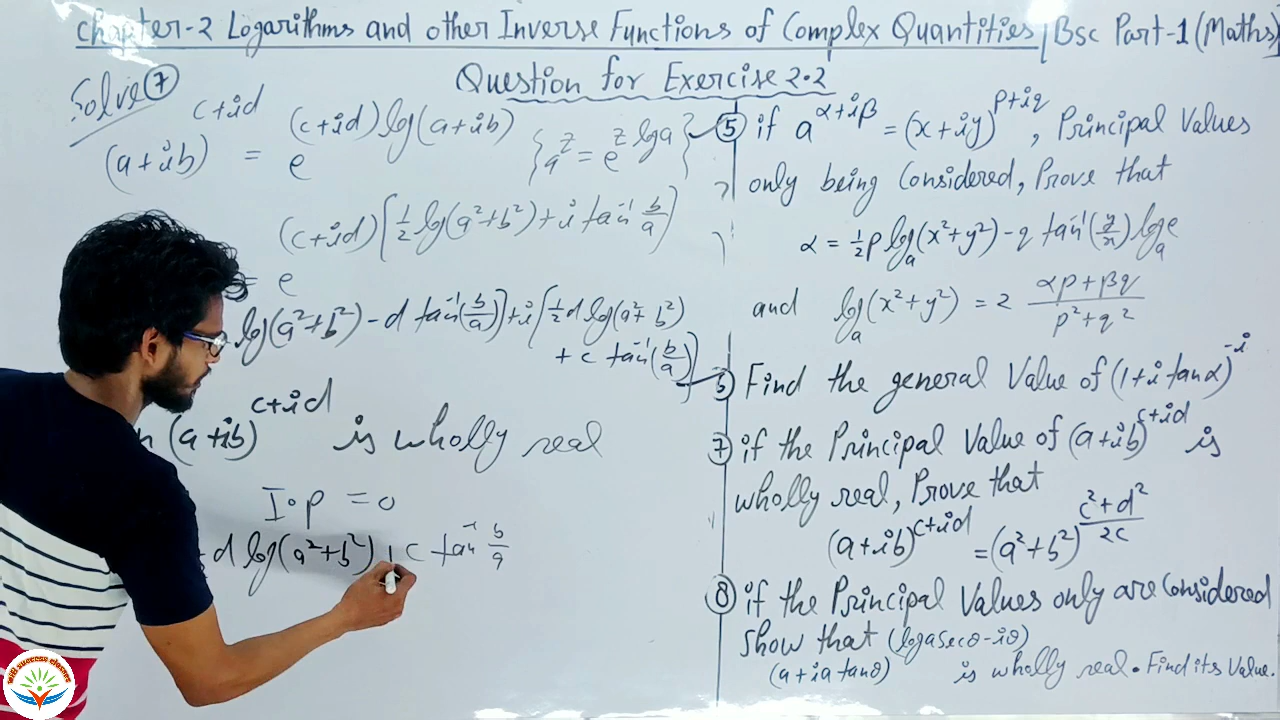 Chapter-2 Logarithms and other Inverse Functions of Complex Quantities | Bsc Part-1 (Maths)
Question for Exercise 2.2
Solve ⑦
(a+ib)^{c+id} = e^{(c+id) log(a+ib)} {a^z = e^{z log a}}
= e^{(c+id)[½ log(a²+b²) + i tan⁻¹ b/a]}
log(a²+b²) - d tan⁻¹(b/a)] + i[½ d log(a²+b²)
+ c tan⁻¹(b/a)]
(a+ib)^{c+id} is wholly real
I.P = 0
d log(a²+b²) + c tan⁻¹ b/a
⑤ if a^{α+iβ} = (x+iy)^{p+iq}, Principal Values
only being Considered, Prove that
α = ½ p log_a(x²+y²) - q tan⁻¹(y/x) log_a e
and log_a(x²+y²) = 2 (αp+βq)/(p²+q²)
⑥ Find the general Value of (1+i tanα)^{-i}
⑦ if the Principal Value of (a+ib)^{c+id} is
wholly real, Prove that
(a+ib)^{c+id} = (a²+b²)^{(c²+d²)/2c}
⑧ if the Principal Values only are Considered
Show that (a+ia tanθ)^{(log a secθ - iθ)} is wholly real. Find its Value.